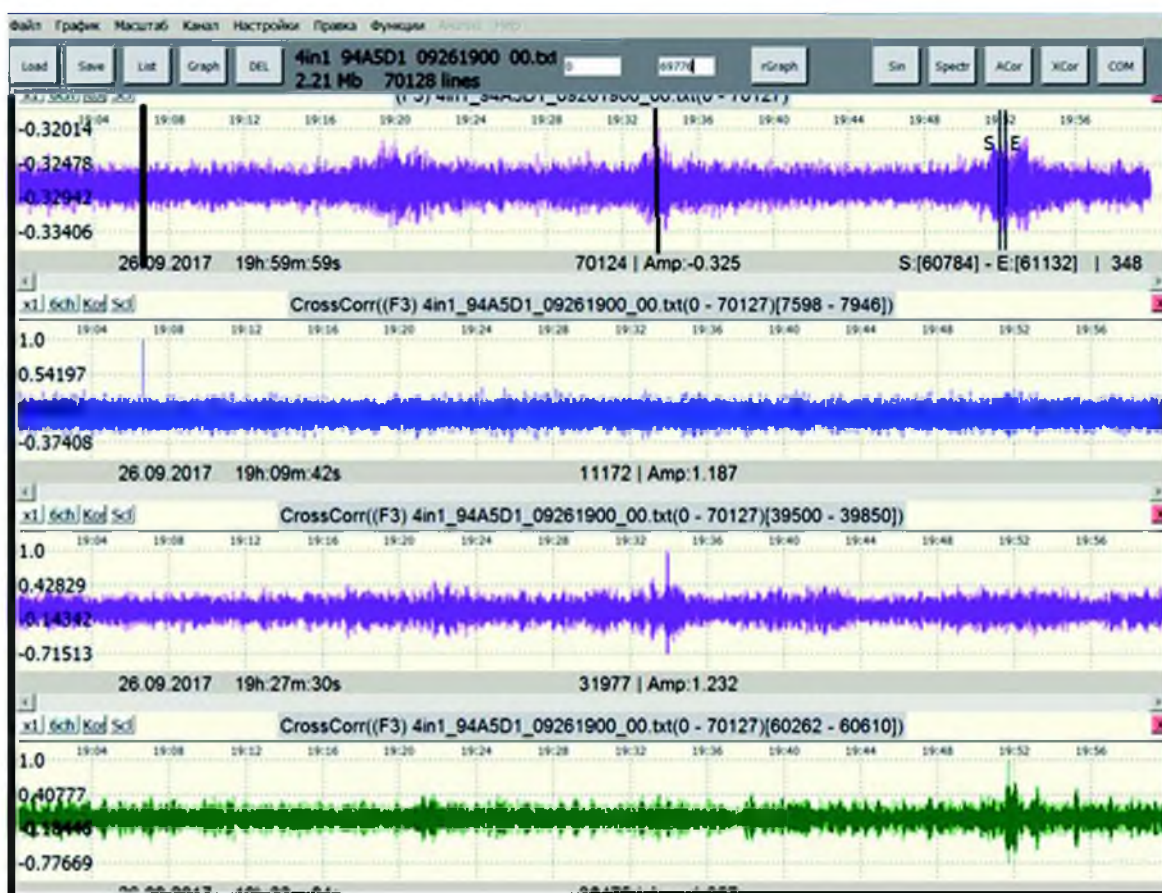 Файл График Масштаб Канал Настройки Правка Функции
Load Save List Graph DEL 4in1_94A5D1_09261900_00.txt 0 69776 rGraph Sin Spectr ACor XCor COM
2.21 Mb 70128 lines
x1 6ch Kor Scl (F3) 4in1_94A5D1_09261900_00.txt(0 - 70127)
19:04 19:08 19:12 19:16 19:20 19:24 19:28 19:32 19:36 19:40 19:44 19:48 19:52 19:56
-0.32014
S E
-0.32478
-0.32942
-0.33406
26.09.2017 19h:59m:59s 70124 | Amp:-0.325 S:[60784] - E:[61132] | 348
x1 6ch Kor Scl CrossCorr((F3) 4in1_94A5D1_09261900_00.txt(0 - 70127)[7598 - 7946])
19:04 19:08 19:12 19:16 19:20 19:24 19:28 19:32 19:36 19:40 19:44 19:48 19:52 19:56
1.0
0.54197
-0.37408
26.09.2017 19h:09m:42s 11172 | Amp:1.187
x1 6ch Kor Scl CrossCorr((F3) 4in1_94A5D1_09261900_00.txt(0 - 70127)[39500 - 39850])
19:04 19:08 19:12 19:16 19:20 19:24 19:28 19:32 19:36 19:40 19:44 19:48 19:52 19:56
1.0
0.42829
-0.14342
-0.71513
26.09.2017 19h:27m:30s 31977 | Amp:1.232
x1 6ch Kor Scl CrossCorr((F3) 4in1_94A5D1_09261900_00.txt(0 - 70127)[60262 - 60610])
19:04 19:08 19:12 19:16 19:20 19:24 19:28 19:32 19:36 19:40 19:44 19:48 19:52 19:56
1.0
0.40777
-0.18446
-0.77669